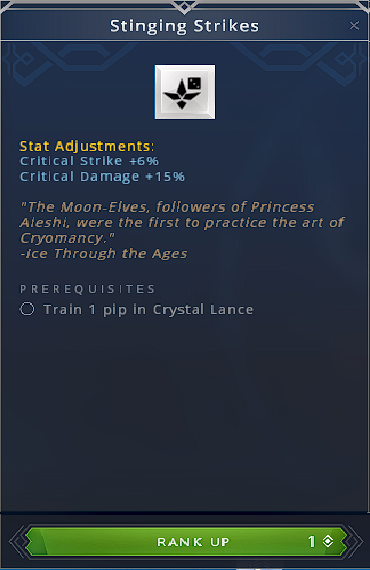 Stinging Strikes
Stat Adjustments:
Critical Strike +6%
Critical Damage +15%
"The Moon-Elves, followers of Princess
Aleshi, were the first to practice the art of
Cryomancy."
-Ice Through the Ages
PREREQUISITES
Train 1 pip in Crystal Lance
RANK UP 1